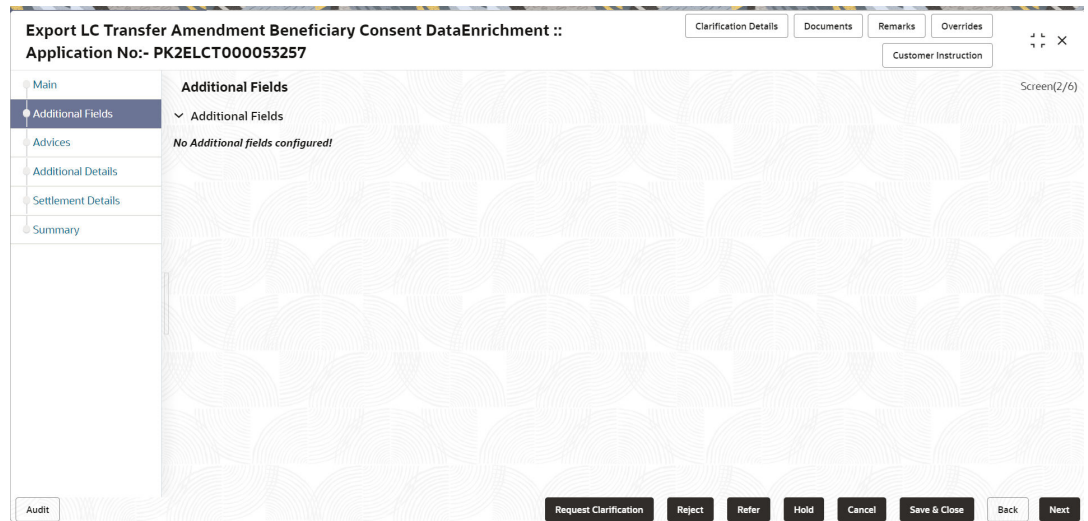 Export LC Transfer Amendment Beneficiary Consent DataEnrichment ::
Application No:- PK2ELCT000053257
Clarification Details
Documents
Remarks
Overrides
Customer Instruction
Main
Additional Fields
Advices
Additional Details
Settlement Details
Summary
Additional Fields
Screen(2/6)
Additional Fields
No Additional fields configured!
Audit
Request Clarification
Reject
Refer
Hold
Cancel
Save & Close
Back
Next